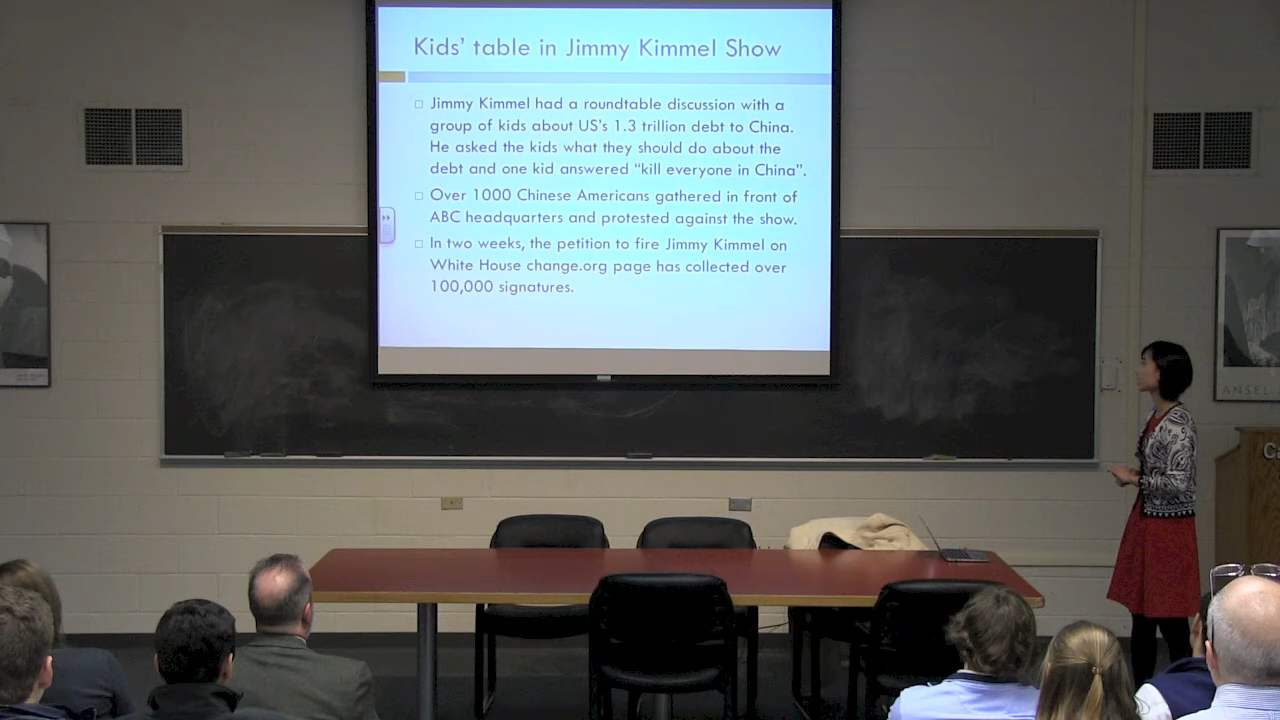 Kids' table in Jimmy Kimmel Show
Jimmy Kimmel had a roundtable discussion with a
group of kids about US's 1.3 trillion debt to China.
He asked the kids what they should do about the
debt and one kid answered "kill everyone in China".
Over 1000 Chinese Americans gathered in front of
ABC headquarters and protested against the show.
In two weeks, the petition to fire Jimmy Kimmel on
White House change.org page has collected over
100,000 signatures.